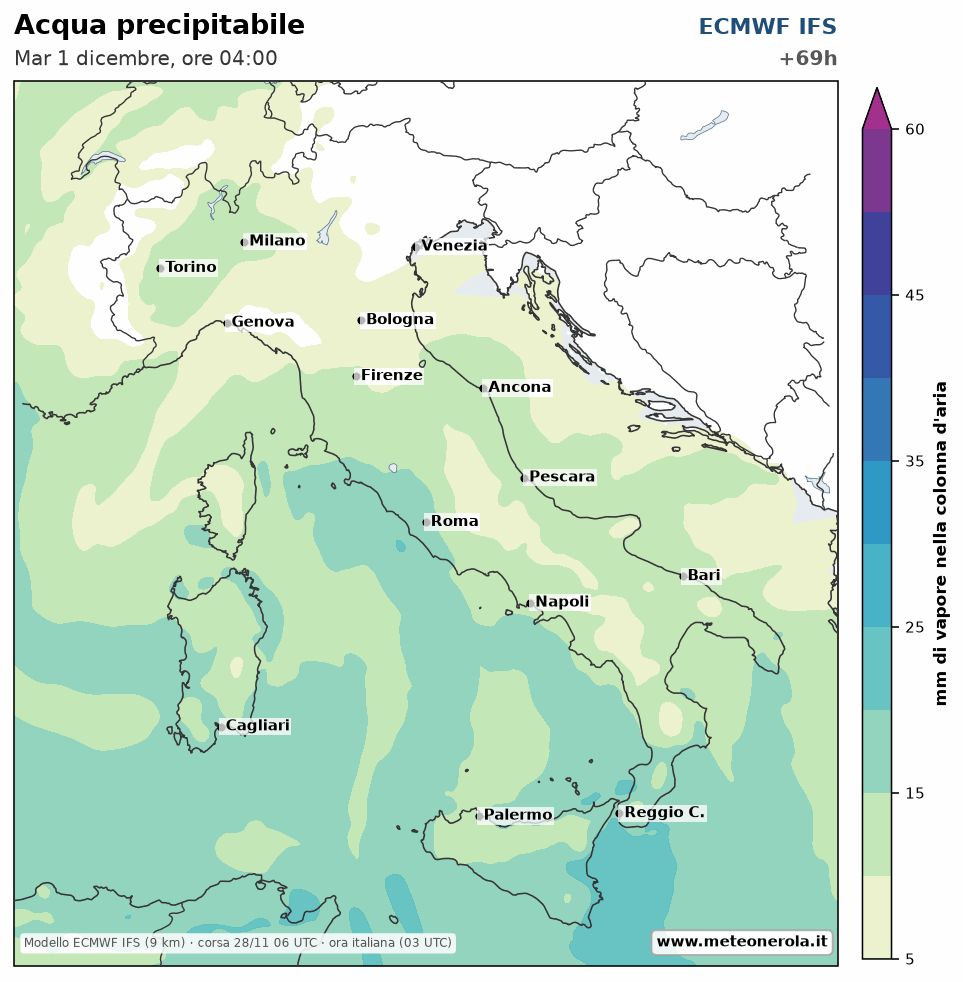 Acqua precipitabile
ECMWF IFS
Mar 1 dicembre, ore 04:00
+69h
Milano
Venezia
Torino
Genova
Bologna
Firenze
Ancona
Pescara
Roma
Bari
Napoli
Cagliari
Palermo
Reggio C.
60
45
35
25
15
5
mm di vapore nella colonna d'aria
Modello ECMWF IFS (9 km) · corsa 28/11 06 UTC · ora italiana (03 UTC)
www.meteonerola.it